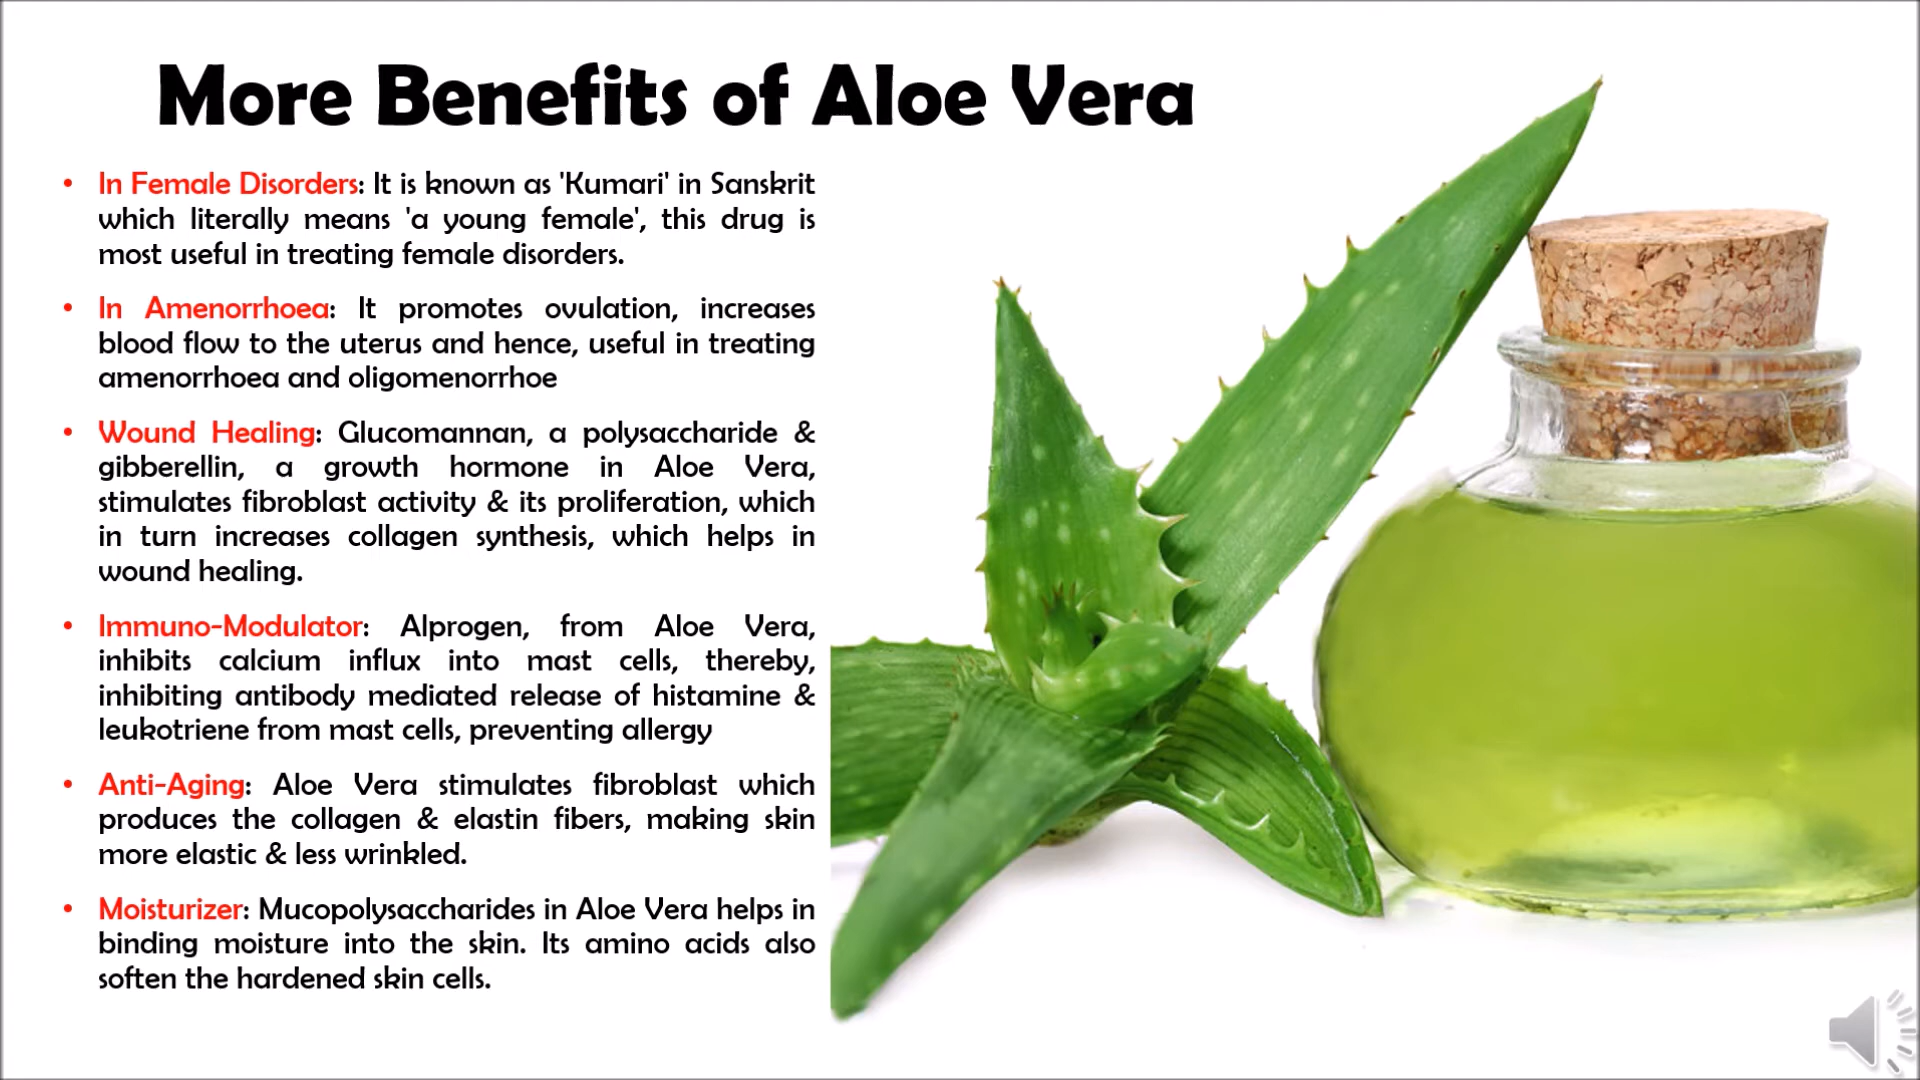 More Benefits of Aloe Vera
• In Female Disorders: It is known as 'Kumari' in Sanskrit
which literally means 'a young female', this drug is
most useful in treating female disorders.
• In Amenorrhoea: It promotes ovulation, increases
blood flow to the uterus and hence, useful in treating
amenorrhoea and oligomenorrhoe
• Wound Healing: Glucomannan, a polysaccharide &
gibberellin, a growth hormone in Aloe Vera,
stimulates fibroblast activity & its proliferation, which
in turn increases collagen synthesis, which helps in
wound healing.
• Immuno-Modulator: Alprogen, from Aloe Vera,
inhibits calcium influx into mast cells, thereby,
inhibiting antibody mediated release of histamine &
leukotriene from mast cells, preventing allergy
• Anti-Aging: Aloe Vera stimulates fibroblast which
produces the collagen & elastin fibers, making skin
more elastic & less wrinkled.
• Moisturizer: Mucopolysaccharides in Aloe Vera helps in
binding moisture into the skin. Its amino acids also
soften the hardened skin cells.